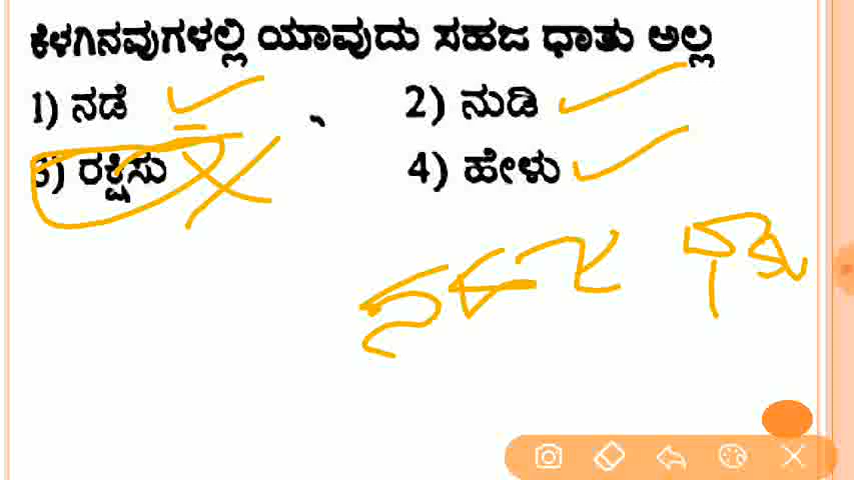 ಕೆಳಗಿನವುಗಳಲ್ಲಿ ಯಾವುದು ಸಹಜ ಧಾತು ಅಲ್ಲ
1) ನಡೆ 2) ನುಡಿ
3) ರಕ್ಷಿಸು 4) ಹೇಳು